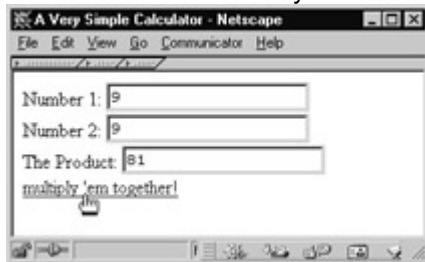 A Very Simple Calculator - Netscape
File Edit View Go Communicator Help
Number 1: 9
Number 2: 9
The Product: 81
multiply 'em together!